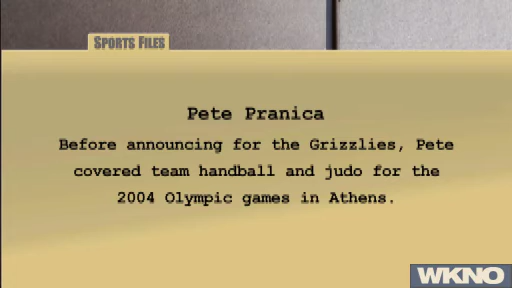 SPORTS FILES
Pete Pranica
Before announcing for the Grizzlies, Pete
covered team handball and judo for the
2004 Olympic games in Athens.
WKNO